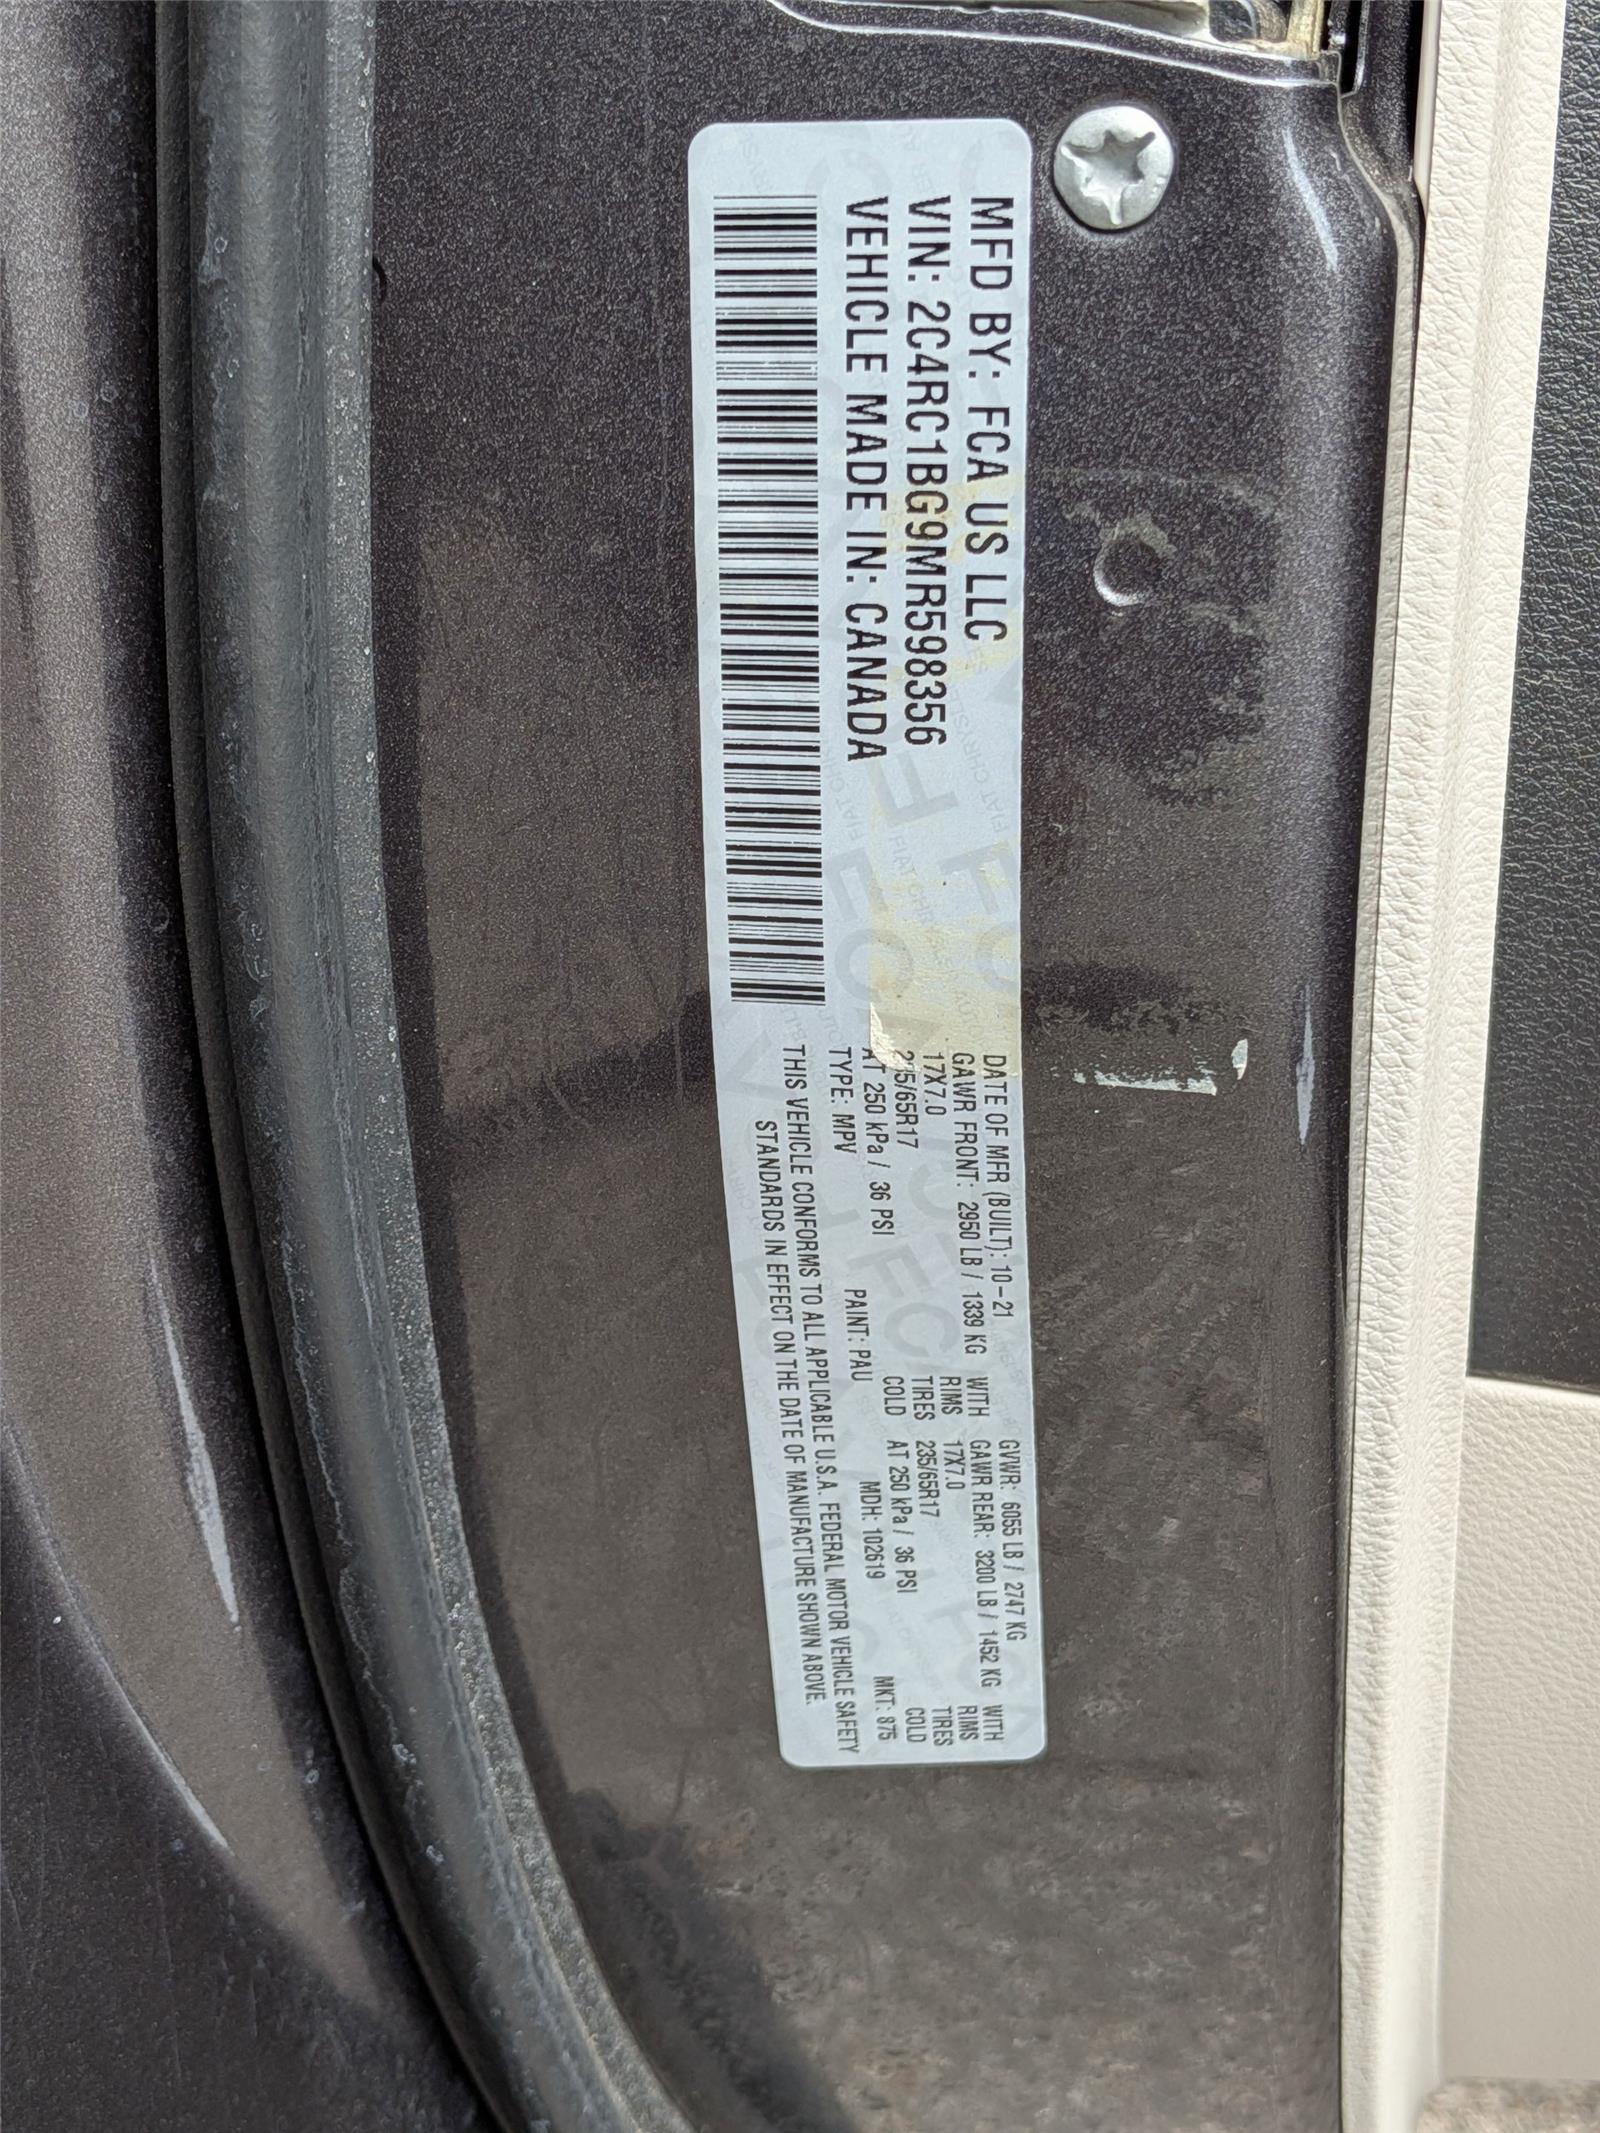 MFD BY: FCA US LLC
VIN: 2C4RC1BG9MR598356
VEHICLE MADE IN: CANADA
DATE OF MFR (BUILT): 10-21 GVWR: 6055 LB / 2747 KG
GAWR FRONT: 2950 LB / 1339 KG WITH GAWR REAR: 3200 LB / 1452 KG WITH
17X7.0 RIMS 17X7.0 RIMS
235/65R17 TIRES 235/65R17 TIRES
AT 250 kPa / 36 PSI COLD AT 250 kPa / 36 PSI COLD
TYPE: MPV PAINT: PAU MDH: 102619 MKT: 875
THIS VEHICLE CONFORMS TO ALL APPLICABLE U.S.A. FEDERAL MOTOR VEHICLE SAFETY
STANDARDS IN EFFECT ON THE DATE OF MANUFACTURE SHOWN ABOVE.